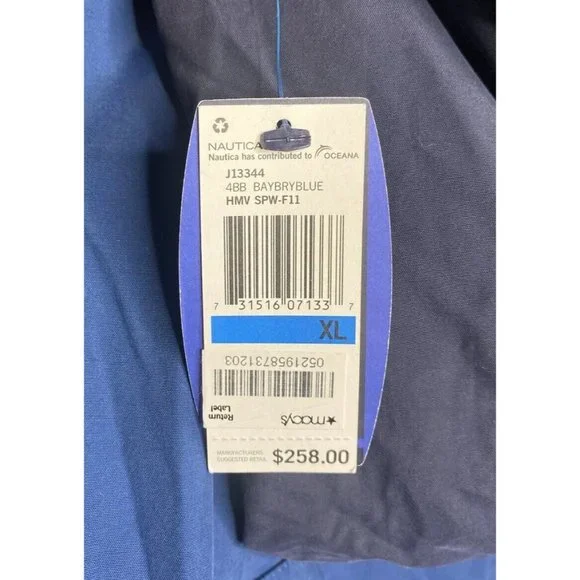 NAUTICA
Nautica has contributed to OCEANA
J13344
4BB BAYBRYBLUE
HMV SPW-F11
7 31516 07133 7
XL
0521958731203
★macy's
Return
Label
MANUFACTURERS
SUGGESTED RETAIL
$258.00